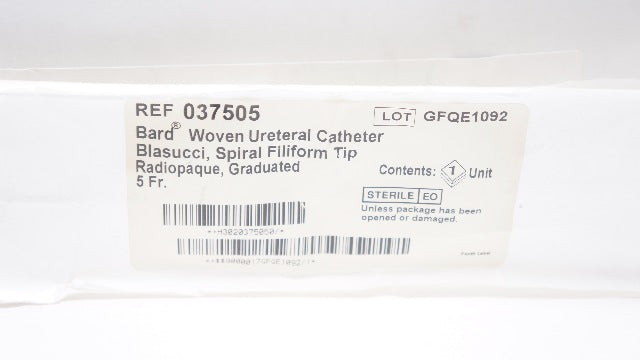 REF 037505
LOT GFQE1092
Bard® Woven Ureteral Catheter
Blasucci, Spiral Filiform Tip
Radiopaque, Graduated
5 Fr.
Contents: 1 Unit
STERILE EO
Unless package has been
opened or damaged.